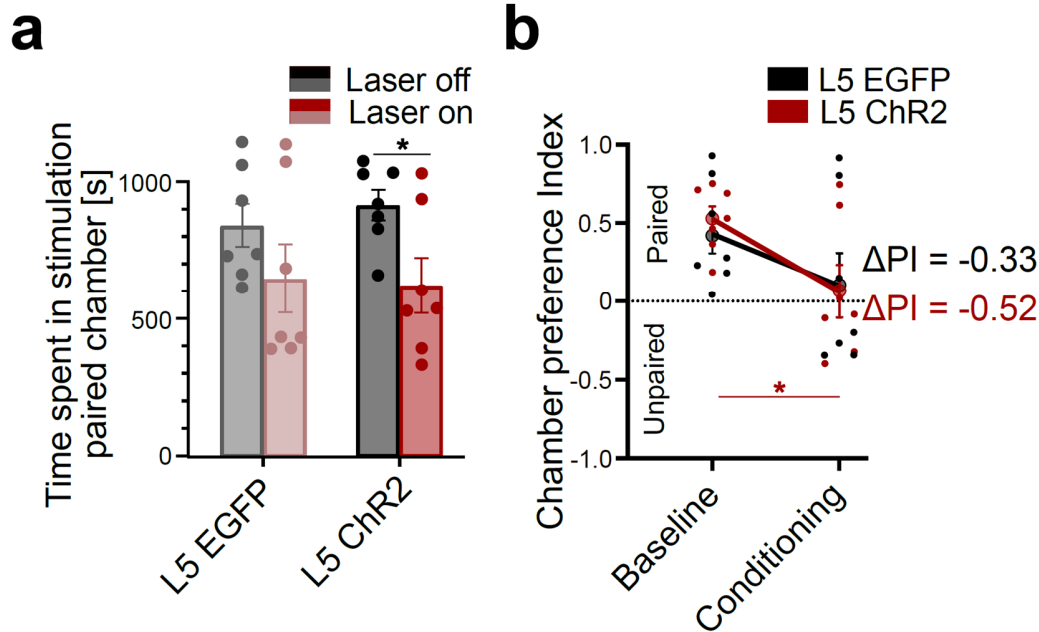 a
Laser off
Laser on
Time spent in stimulation
paired chamber [s]
1000
500
0
*
L5 EGFP
L5 ChR2
b
L5 EGFP
L5 ChR2
Chamber preference Index
1.0
0.5
0
-0.5
-1.0
Paired
Unpaired
ΔPI = -0.33
ΔPI = -0.52
*
Baseline
Conditioning